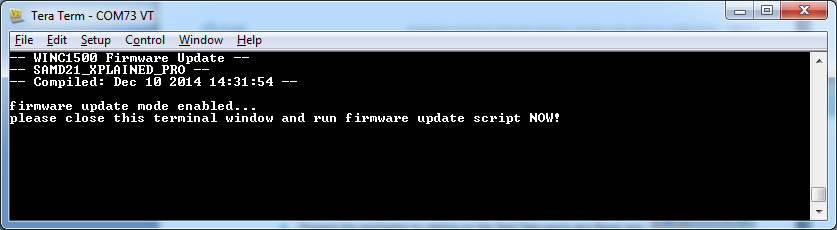 Tera Term - COM73 VT
File Edit Setup Control Window Help
-- WINC1500 Firmware Update --
-- SAMD21_XPLAINED_PRO --
-- Compiled: Dec 10 2014 14:31:54 --
firmware update mode enabled...
please close this terminal window and run firmware update script NOW!